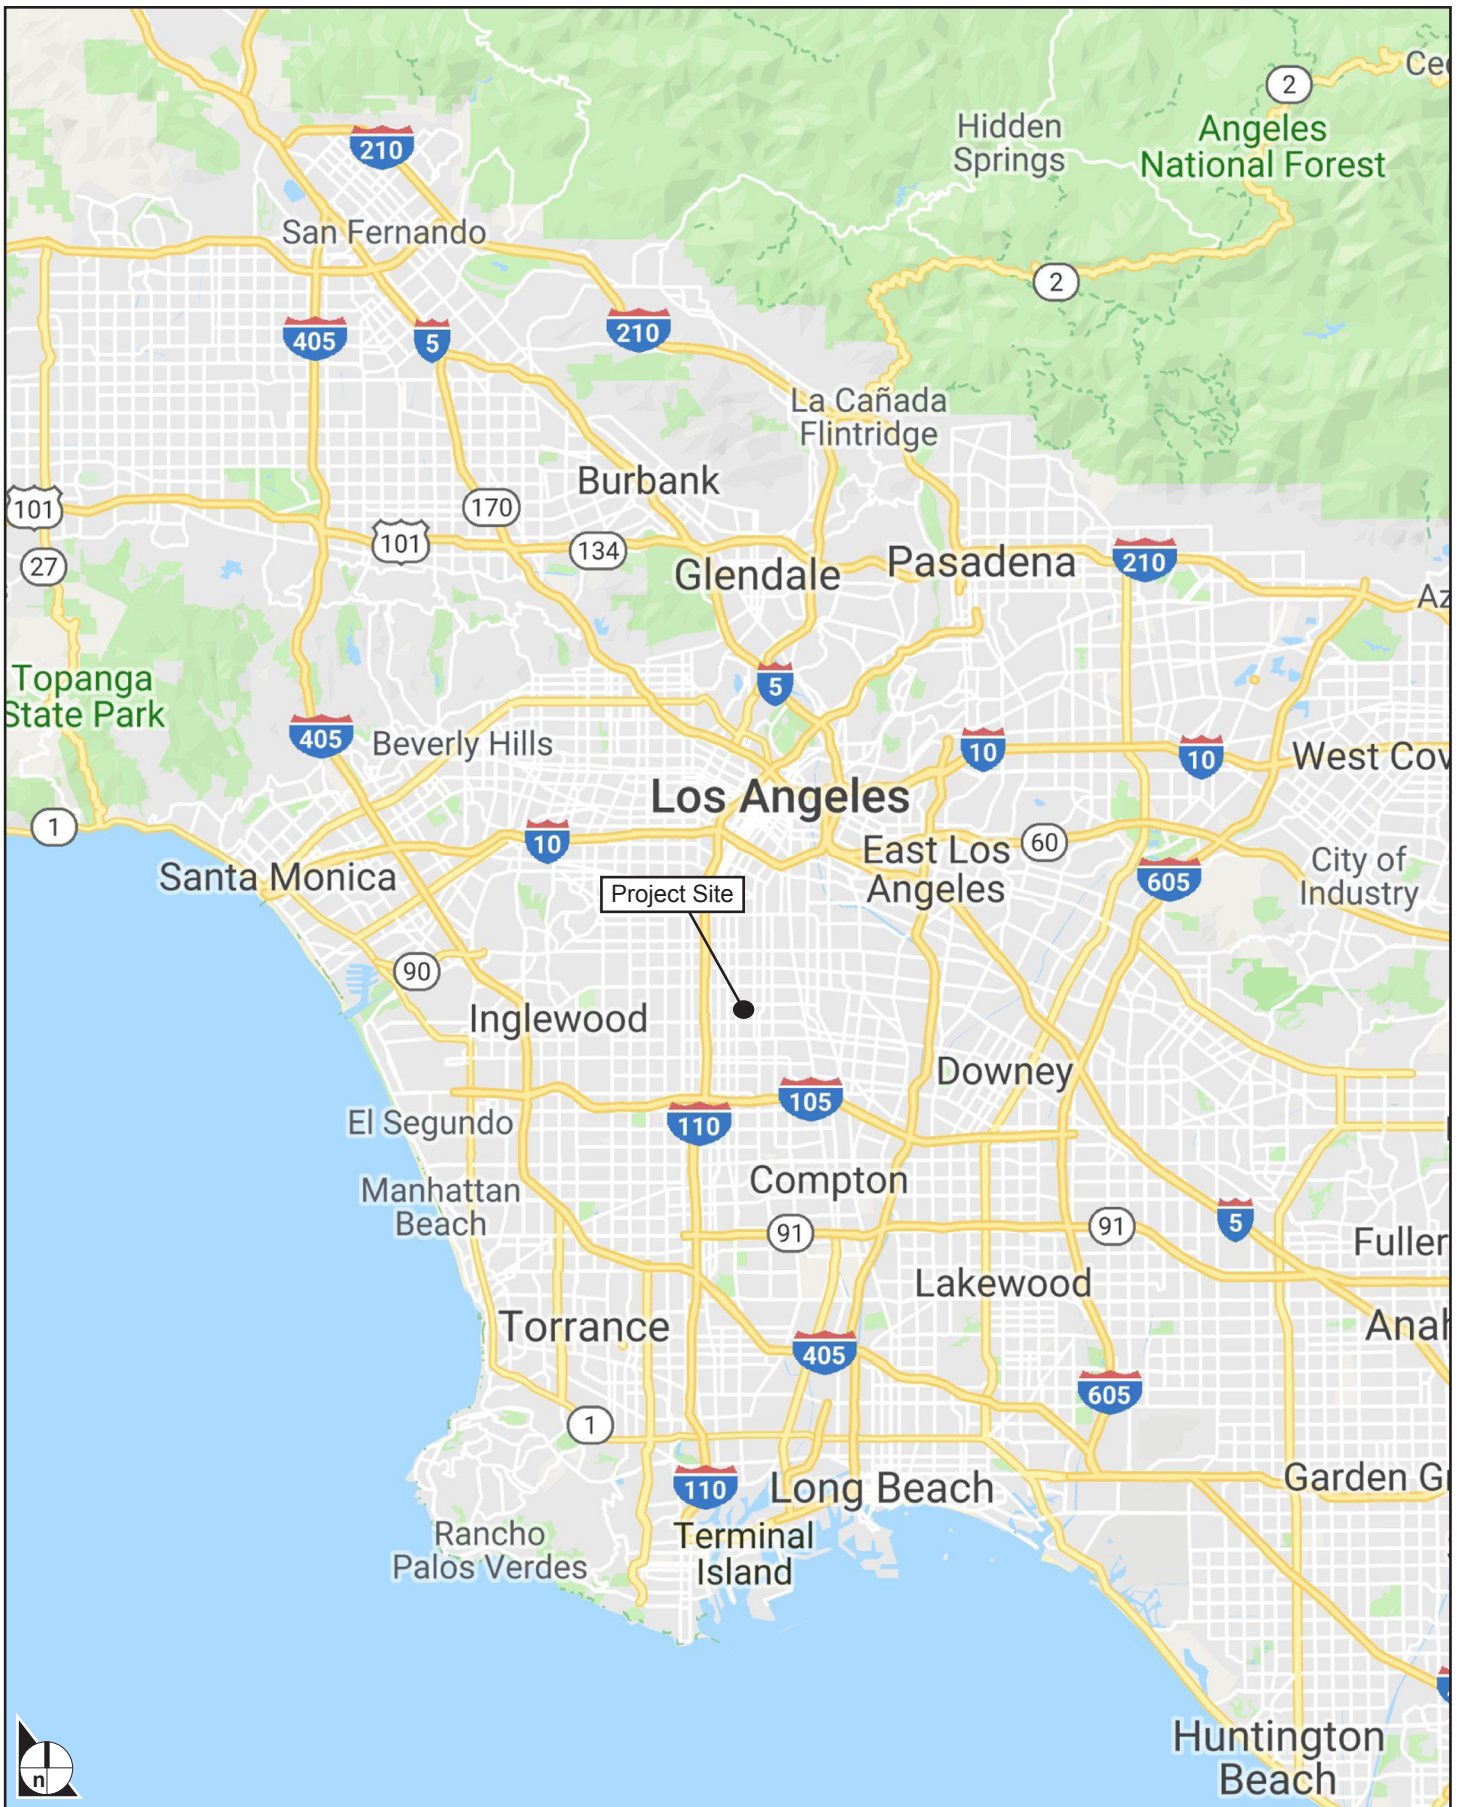 2
Ce
Hidden
Springs
Angeles
National Forest
210
San Fernando
2
405
5
210
La Cañada
Flintridge
Burbank
101
170
101
134
27
Glendale
Pasadena
210
Az
Topanga
State Park
5
405
Beverly Hills
10
10
West Cov
Los Angeles
1
10
East Los
Angeles
60
City of
Industry
Santa Monica
605
Project Site
90
Inglewood
Downey
105
El Segundo
110
Compton
Manhattan
Beach
91
91
5
Fuller
Lakewood
Torrance
Anah
405
605
1
110
Long Beach
Garden Gr
Rancho
Palos Verdes
Terminal
Island
Huntington
Beach
n